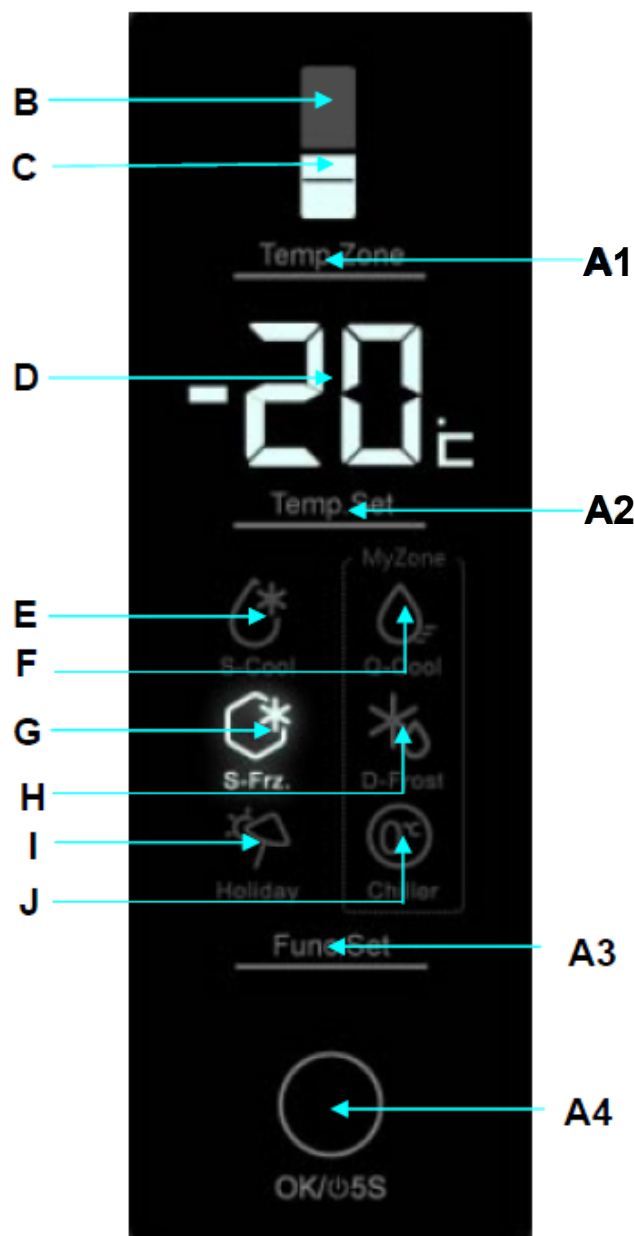 B
C
Temp.Zone
A1
D
-20°C
Temp.Set
A2
MyZone
E
S-Cool
Q-Cool
F
G
S-Frz.
D-Frost
H
I
Holiday
0°C
Chiller
J
Func.Set
A3
A4
OK/⏻5S